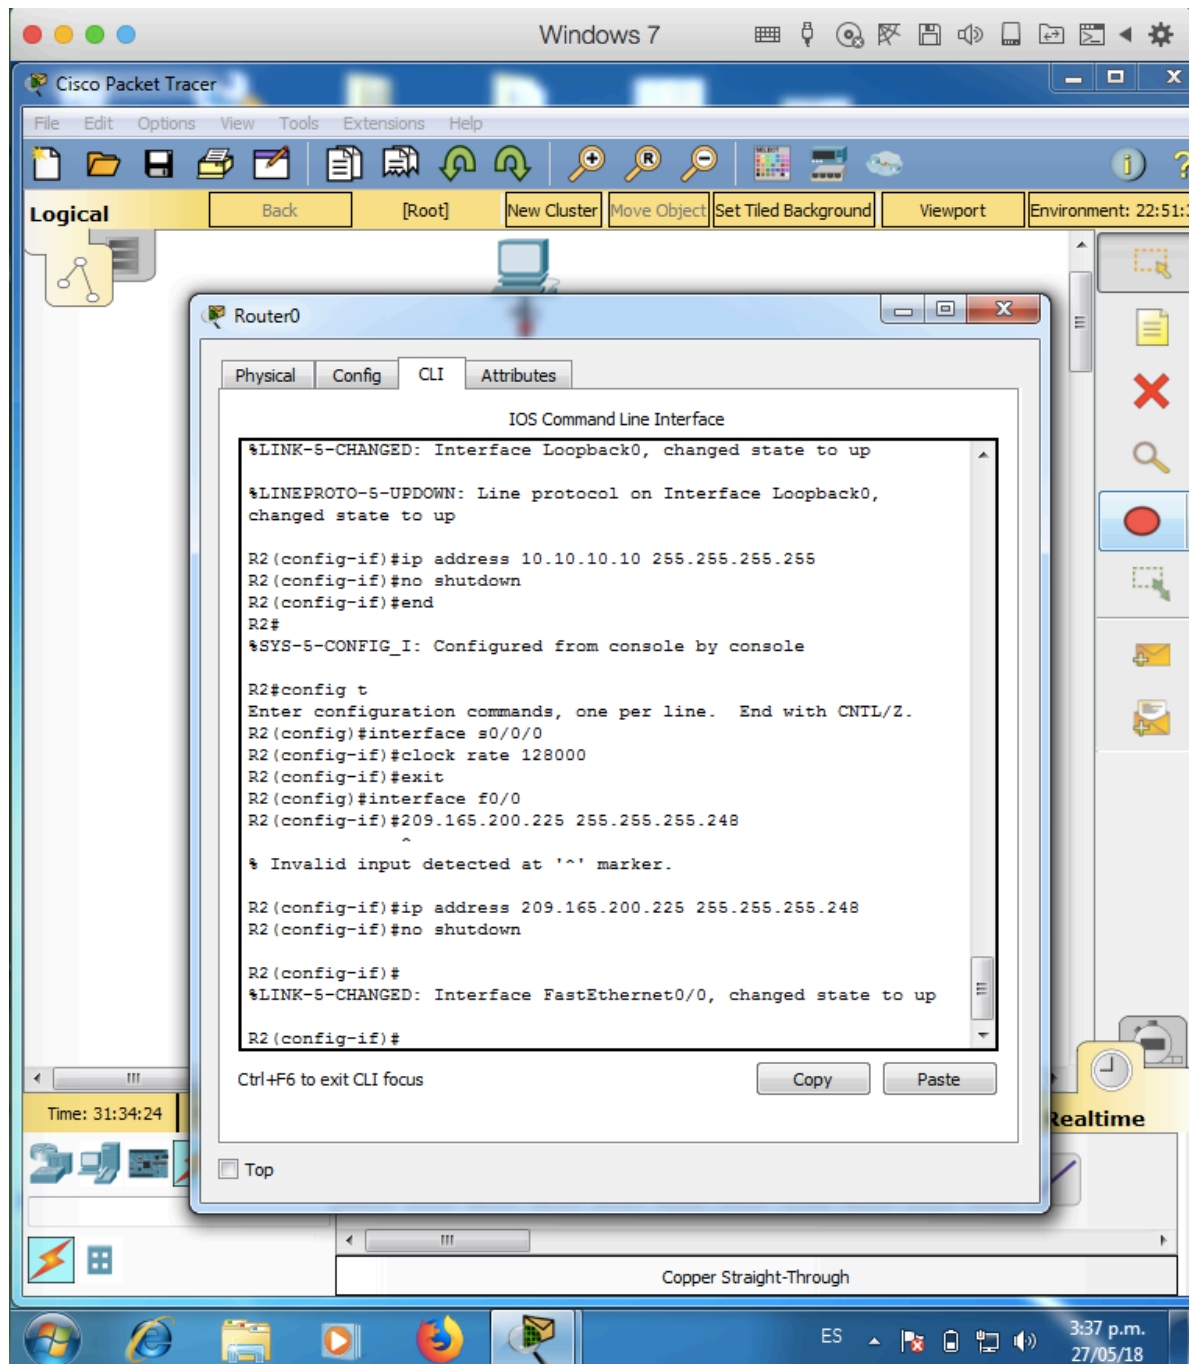 Windows 7
Cisco Packet Tracer
File Edit Options View Tools Extensions Help
Logical Back [Root] New Cluster Move Object Set Tiled Background Viewport Environment: 22:51:
Router0
Physical Config CLI Attributes
IOS Command Line Interface
%LINK-5-CHANGED: Interface Loopback0, changed state to up
%LINEPROTO-5-UPDOWN: Line protocol on Interface Loopback0,
changed state to up
R2(config-if)#ip address 10.10.10.10 255.255.255.255
R2(config-if)#no shutdown
R2(config-if)#end
R2#
%SYS-5-CONFIG_I: Configured from console by console
R2#config t
Enter configuration commands, one per line.  End with CNTL/Z.
R2(config)#interface s0/0/0
R2(config-if)#clock rate 128000
R2(config-if)#exit
R2(config)#interface f0/0
R2(config-if)#209.165.200.225 255.255.255.248
^
% Invalid input detected at '^' marker.
R2(config-if)#ip address 209.165.200.225 255.255.255.248
R2(config-if)#no shutdown
R2(config-if)#
%LINK-5-CHANGED: Interface FastEthernet0/0, changed state to up
R2(config-if)#
Ctrl+F6 to exit CLI focus Copy Paste
Time: 31:34:24 Realtime
Top
Copper Straight-Through
ES 3:37 p.m.
27/05/18